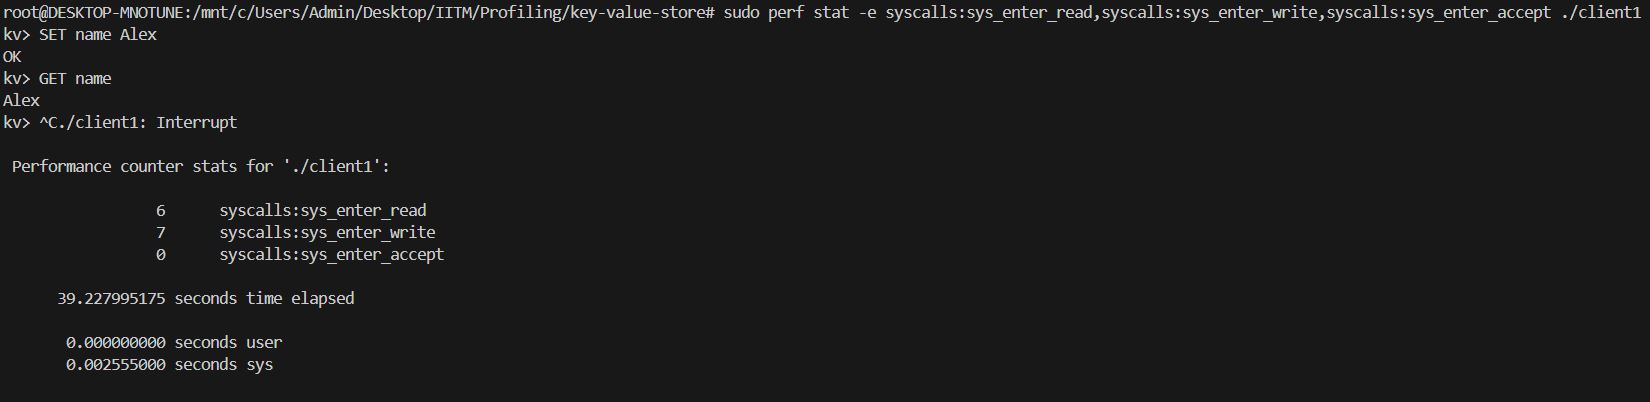 root@DESKTOP-MNOTUNE:/mnt/c/Users/Admin/Desktop/IITM/Profiling/key-value-store# sudo perf stat -e syscalls:sys_enter_read,syscalls:sys_enter_write,syscalls:sys_enter_accept ./client1
kv> SET name Alex
OK
kv> GET name
Alex
kv> ^C./client1: Interrupt
Performance counter stats for './client1':
6 syscalls:sys_enter_read
7 syscalls:sys_enter_write
0 syscalls:sys_enter_accept
39.227995175 seconds time elapsed
0.000000000 seconds user
0.002555000 seconds sys